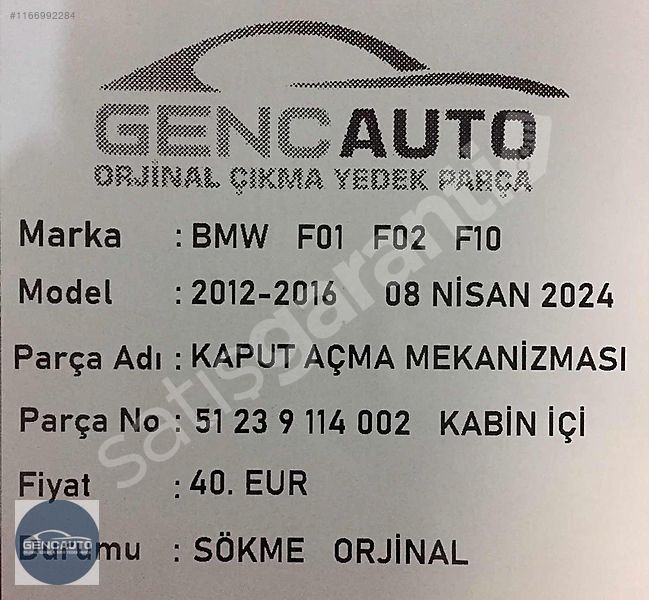 #1166992284
GENCAUTO
ORJİNAL ÇIKMA YEDEK PARÇA
Marka : BMW F01 F02 F10
Model : 2012-2016 08 NİSAN 2024
Parça Adı : KAPUT AÇMA MEKANİZMASI
Parça No : 51 23 9 114 002 KABİN İÇİ
Fiyat : 40. EUR
Durumu : SÖKME ORJİNAL
GENCAUTO
satışgaranti